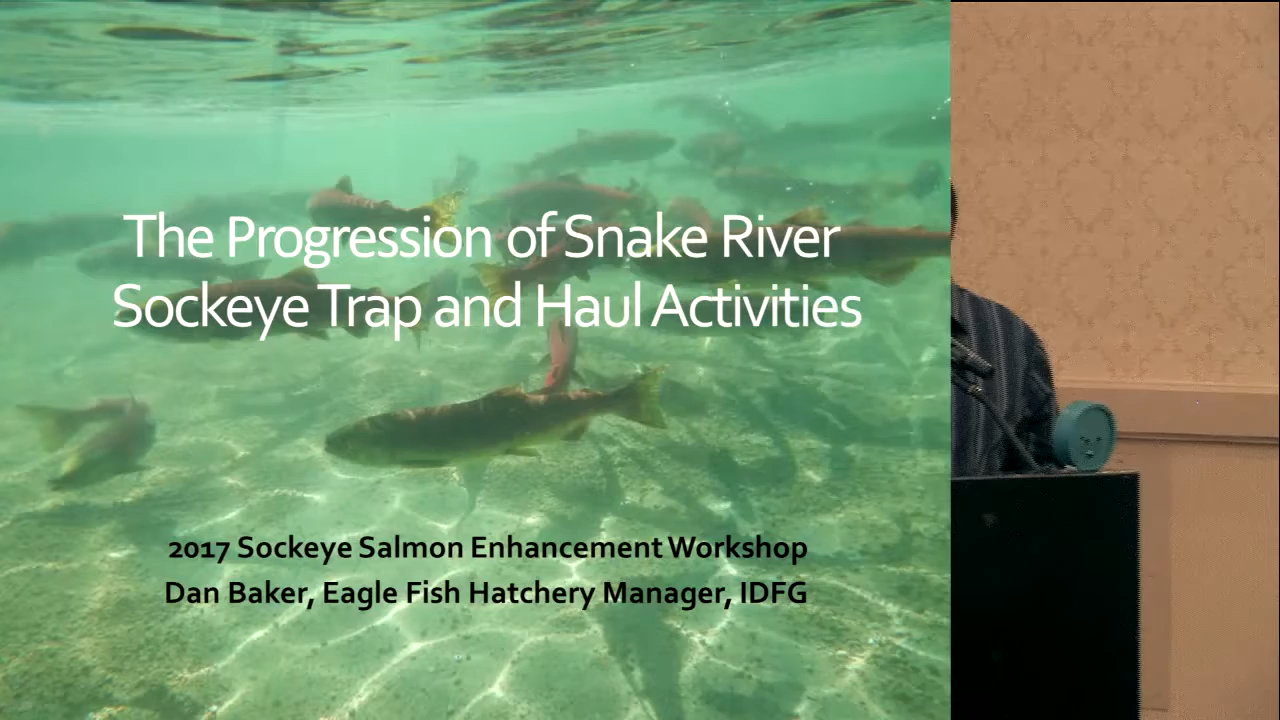 The Progression of Snake River
Sockeye Trap and Haul Activities
2017 Sockeye Salmon Enhancement Workshop
Dan Baker, Eagle Fish Hatchery Manager, IDFG